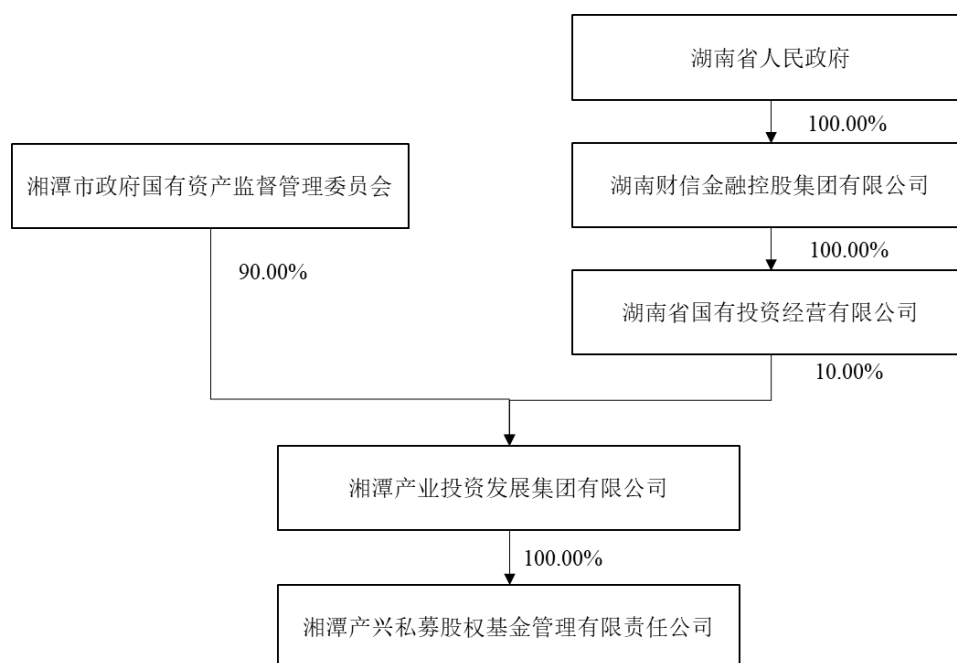 湖南省人民政府
100.00%
湘潭市政府国有资产监督管理委员会
湖南财信金融控股集团有限公司
100.00%
90.00%
湖南省国有投资经营有限公司
10.00%
湘潭产业投资发展集团有限公司
100.00%
湘潭产兴私募股权基金管理有限责任公司